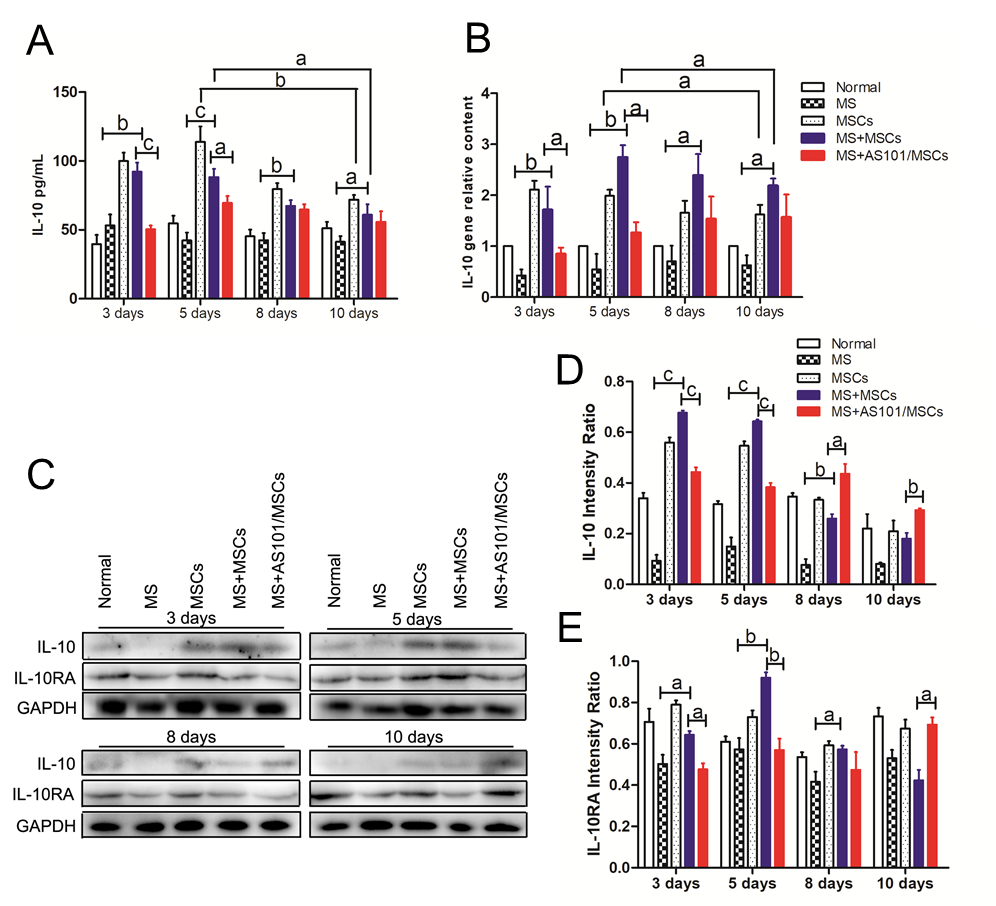 A
B
a
b
150
b
c
c
a
b
a
100
50
0
IL-10 pg/mL
3 days
5 days
8 days
10 days
a
a
4
b
a
a
b
a
a
3
2
1
0
IL-10 gene relative content
3 days
5 days
8 days
10 days
Normal
MS
MSCs
MS+MSCs
MS+AS101/MSCs
D
Normal
MS
MSCs
MS+MSCs
MS+AS101/MSCs
0.8
c
c
c
c
a
b
b
0.6
0.4
0.2
0.0
IL-10 Intensity Ratio
3 days
5 days
8 days
10 days
C
Normal
MS
MSCs
MS+MSCs
MS+AS101/MSCs
Normal
MS
MSCs
MS+MSCs
MS+AS101/MSCs
3 days
5 days
IL-10
IL-10RA
GAPDH
8 days
10 days
IL-10
IL-10RA
GAPDH
E
1.0
b
b
a
a
a
a
0.8
0.6
0.4
0.2
0.0
IL-10RA Intensity Ratio
3 days
5 days
8 days
10 days